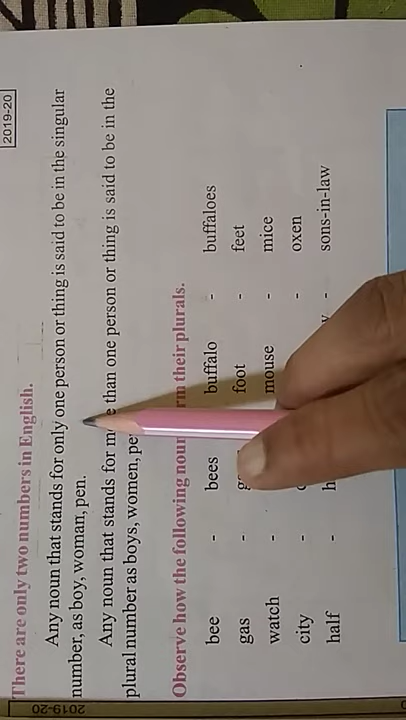 2019-20
There are only two numbers in English.
Any noun that stands for only one person or thing is said to be in the singular
number, as boy, woman, pen.
Any noun that stands for than one person or thing is said to be in the
plural number as boys, women,
Observe how the following their plurals.
bee - bees buffalo - buffaloes
gas - foot - feet
watch - mouse - mice
city - - oxen
half - - sons-in-law
2019-20